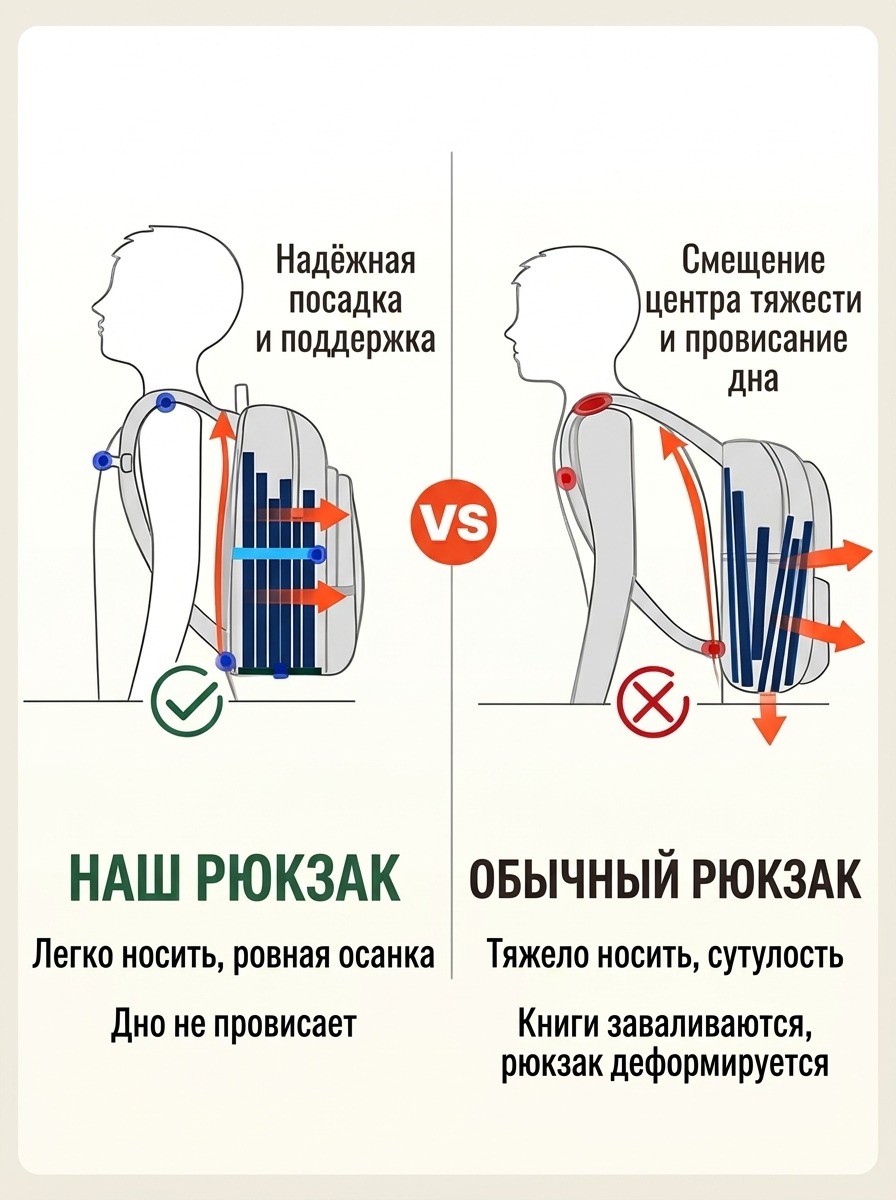 Надёжная
посадка
и поддержка
Смещение
центра тяжести
и провисание
дна
VS
НАШ РЮКЗАК
Легко носить, ровная осанка
Дно не провисает
ОБЫЧНЫЙ РЮКЗАК
Тяжело носить, сутулость
Книги заваливаются,
рюкзак деформируется